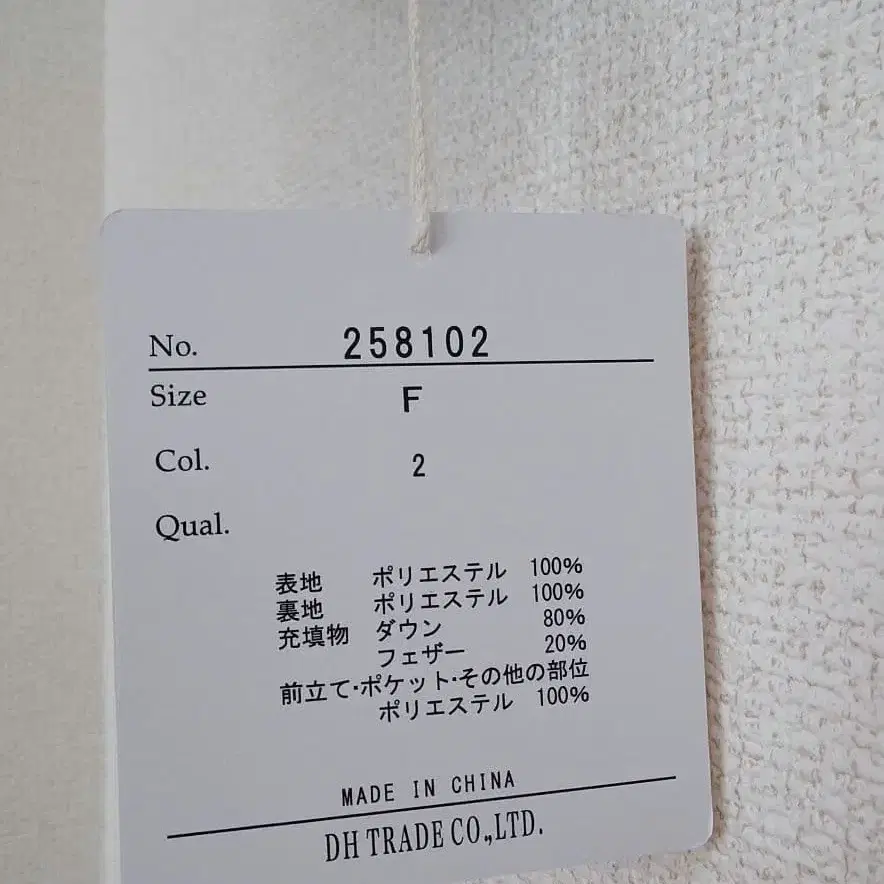 No. 258102
Size F
Col. 2
Qual.
表地 ポリエステル 100%
裏地 ポリエステル 100%
充填物 ダウン 80%
フェザー 20%
前立て・ポケット・その他の部位
ポリエステル 100%
MADE IN CHINA
DH TRADE CO.,LTD.